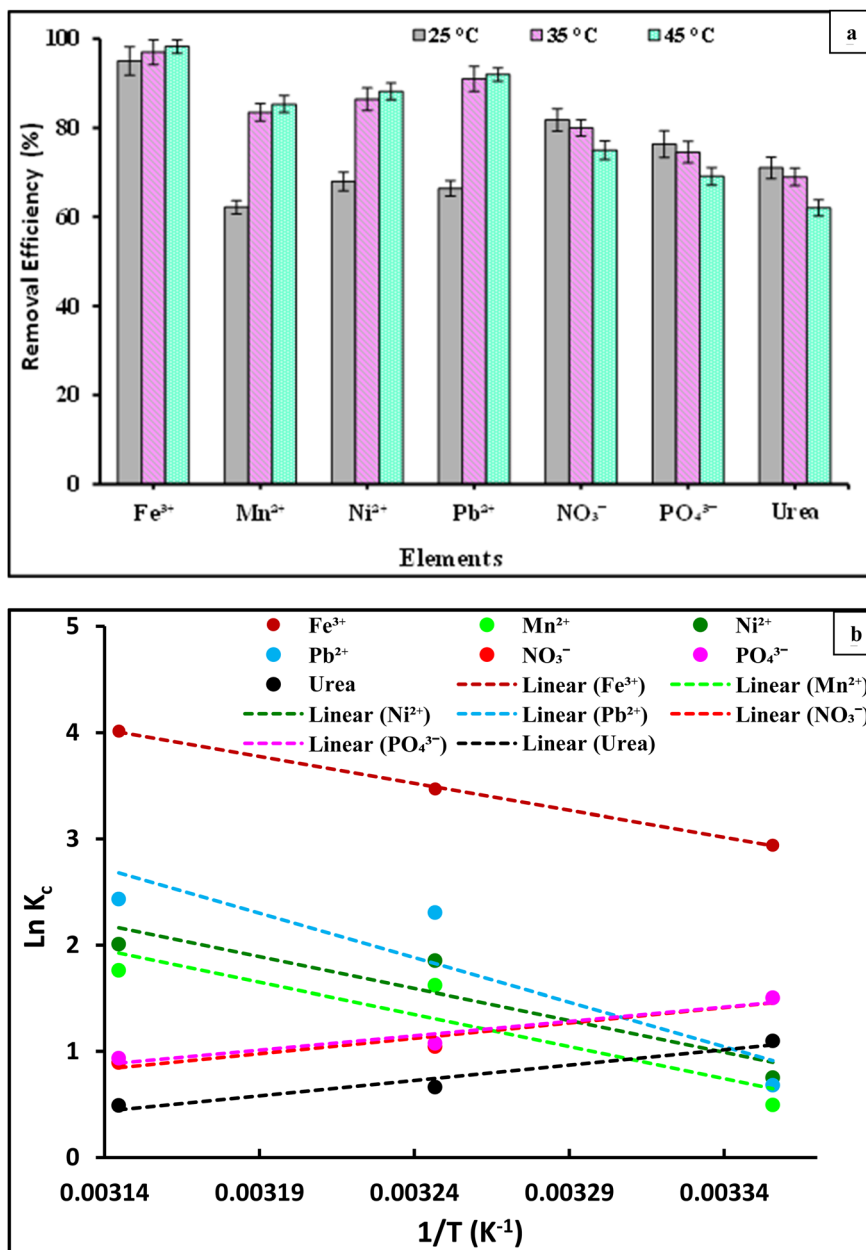 a
25 °C 35 °C 45 °C
100
80
60
40
20
0
Removal Efficiency (%)
Fe³⁺ Mn²⁺ Ni²⁺ Pb²⁺ NO₃⁻ PO₄³⁻ Urea
Elements
b
5
4
3
2
1
0
Ln K꜀
Fe³⁺ Mn²⁺ Ni²⁺
Pb²⁺ NO₃⁻ PO₄³⁻
Urea Linear (Fe³⁺) Linear (Mn²⁺)
Linear (Ni²⁺) Linear (Pb²⁺) Linear (NO₃⁻)
Linear (PO₄³⁻) Linear (Urea)
0.00314 0.00319 0.00324 0.00329 0.00334
1/T (K⁻¹)